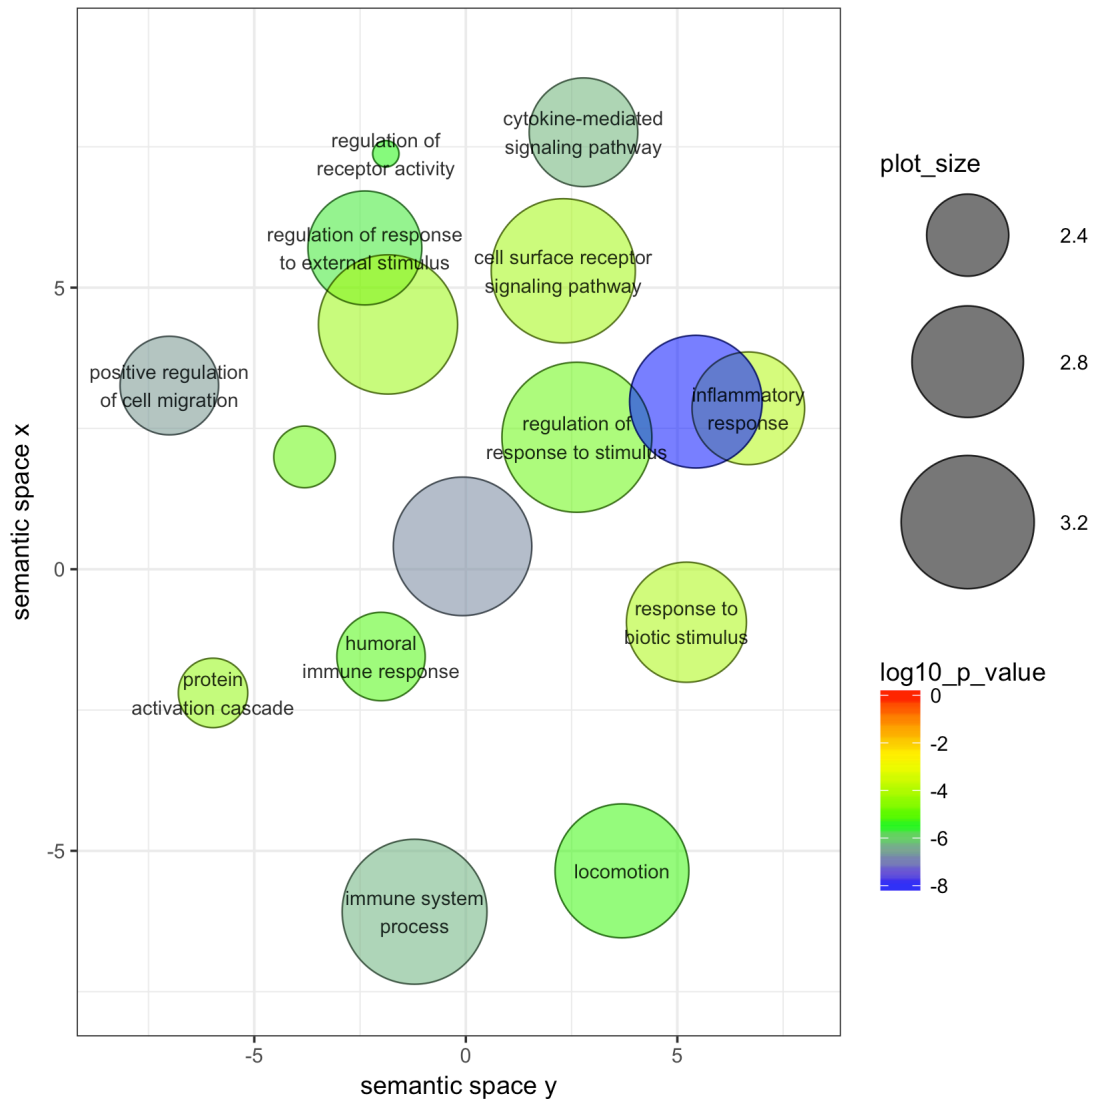 cytokine-mediated
signaling pathway
regulation of
receptor activity
regulation of response
to external stimulus
cell surface receptor
signaling pathway
positive regulation
of cell migration
inflammatory
response
regulation of
response to stimulus
response to
biotic stimulus
humoral
immune response
protein
activation cascade
locomotion
immune system
process
5
0
-5
semantic space x
-5
0
5
semantic space y
plot_size
2.4
2.8
3.2
log10_p_value
0
-2
-4
-6
-8